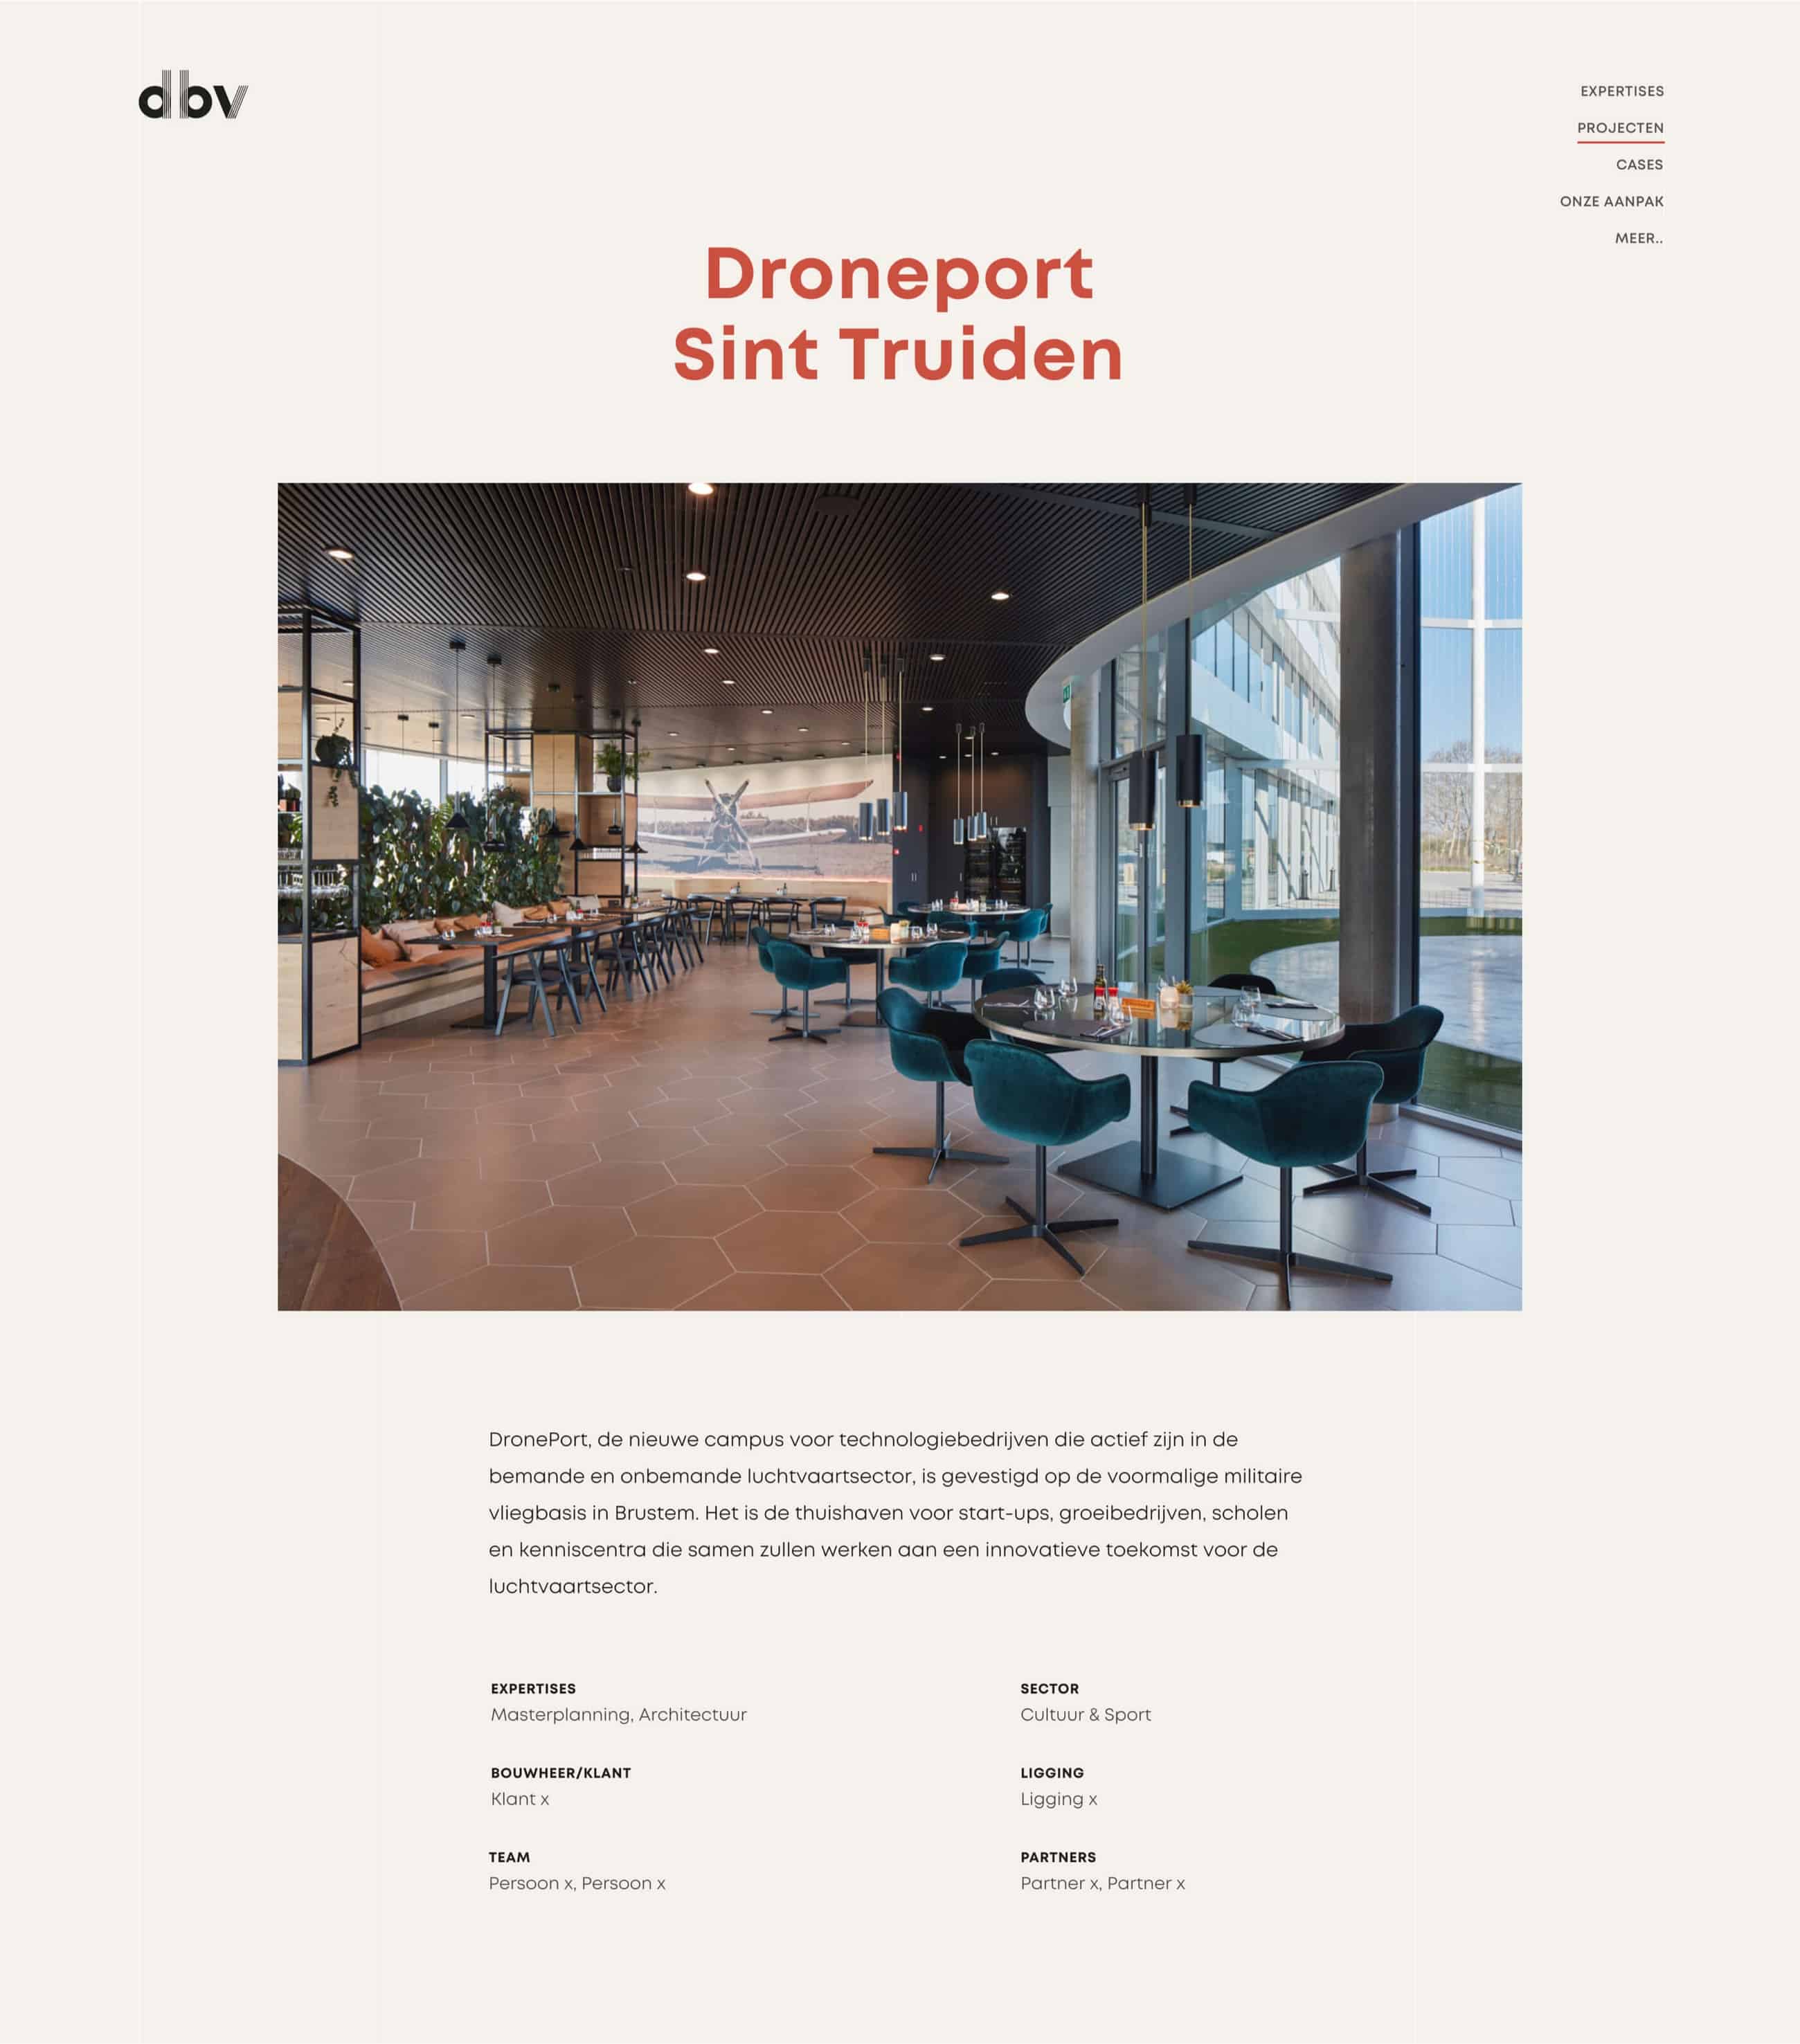 dbv
EXPERTISES
PROJECTEN
CASES
ONZE AANPAK
MEER..
Droneport
Sint Truiden
DronePort, de nieuwe campus voor technologiebedrijven die actief zijn in de
bemande en onbemande luchtvaartsector, is gevestigd op de voormalige militaire
vliegbasis in Brustem. Het is de thuishaven voor start-ups, groeibedrijven, scholen
en kenniscentra die samen zullen werken aan een innovatieve toekomst voor de
luchtvaartsector.
EXPERTISES
Masterplanning, Architectuur
SECTOR
Cultuur & Sport
BOUWHEER/KLANT
Klant x
LIGGING
Ligging x
TEAM
Persoon x, Persoon x
PARTNERS
Partner x, Partner x